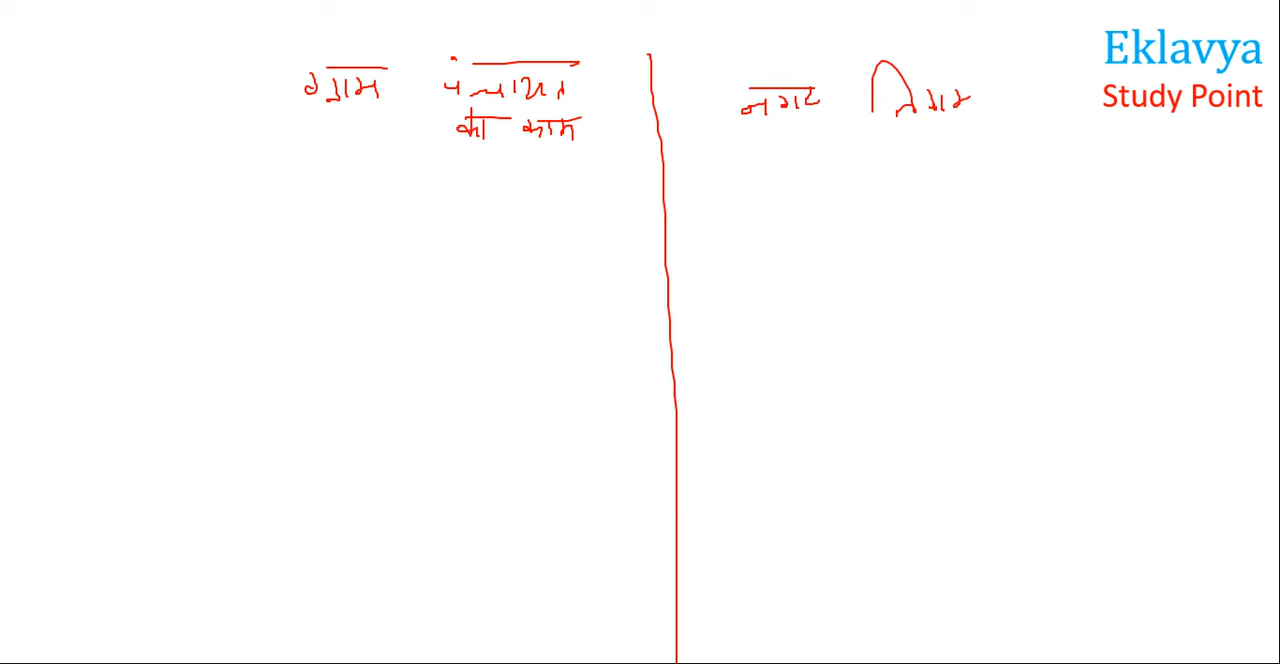 Eklavya
Study Point
ग्राम पंचायत
का काम
नगर निगम